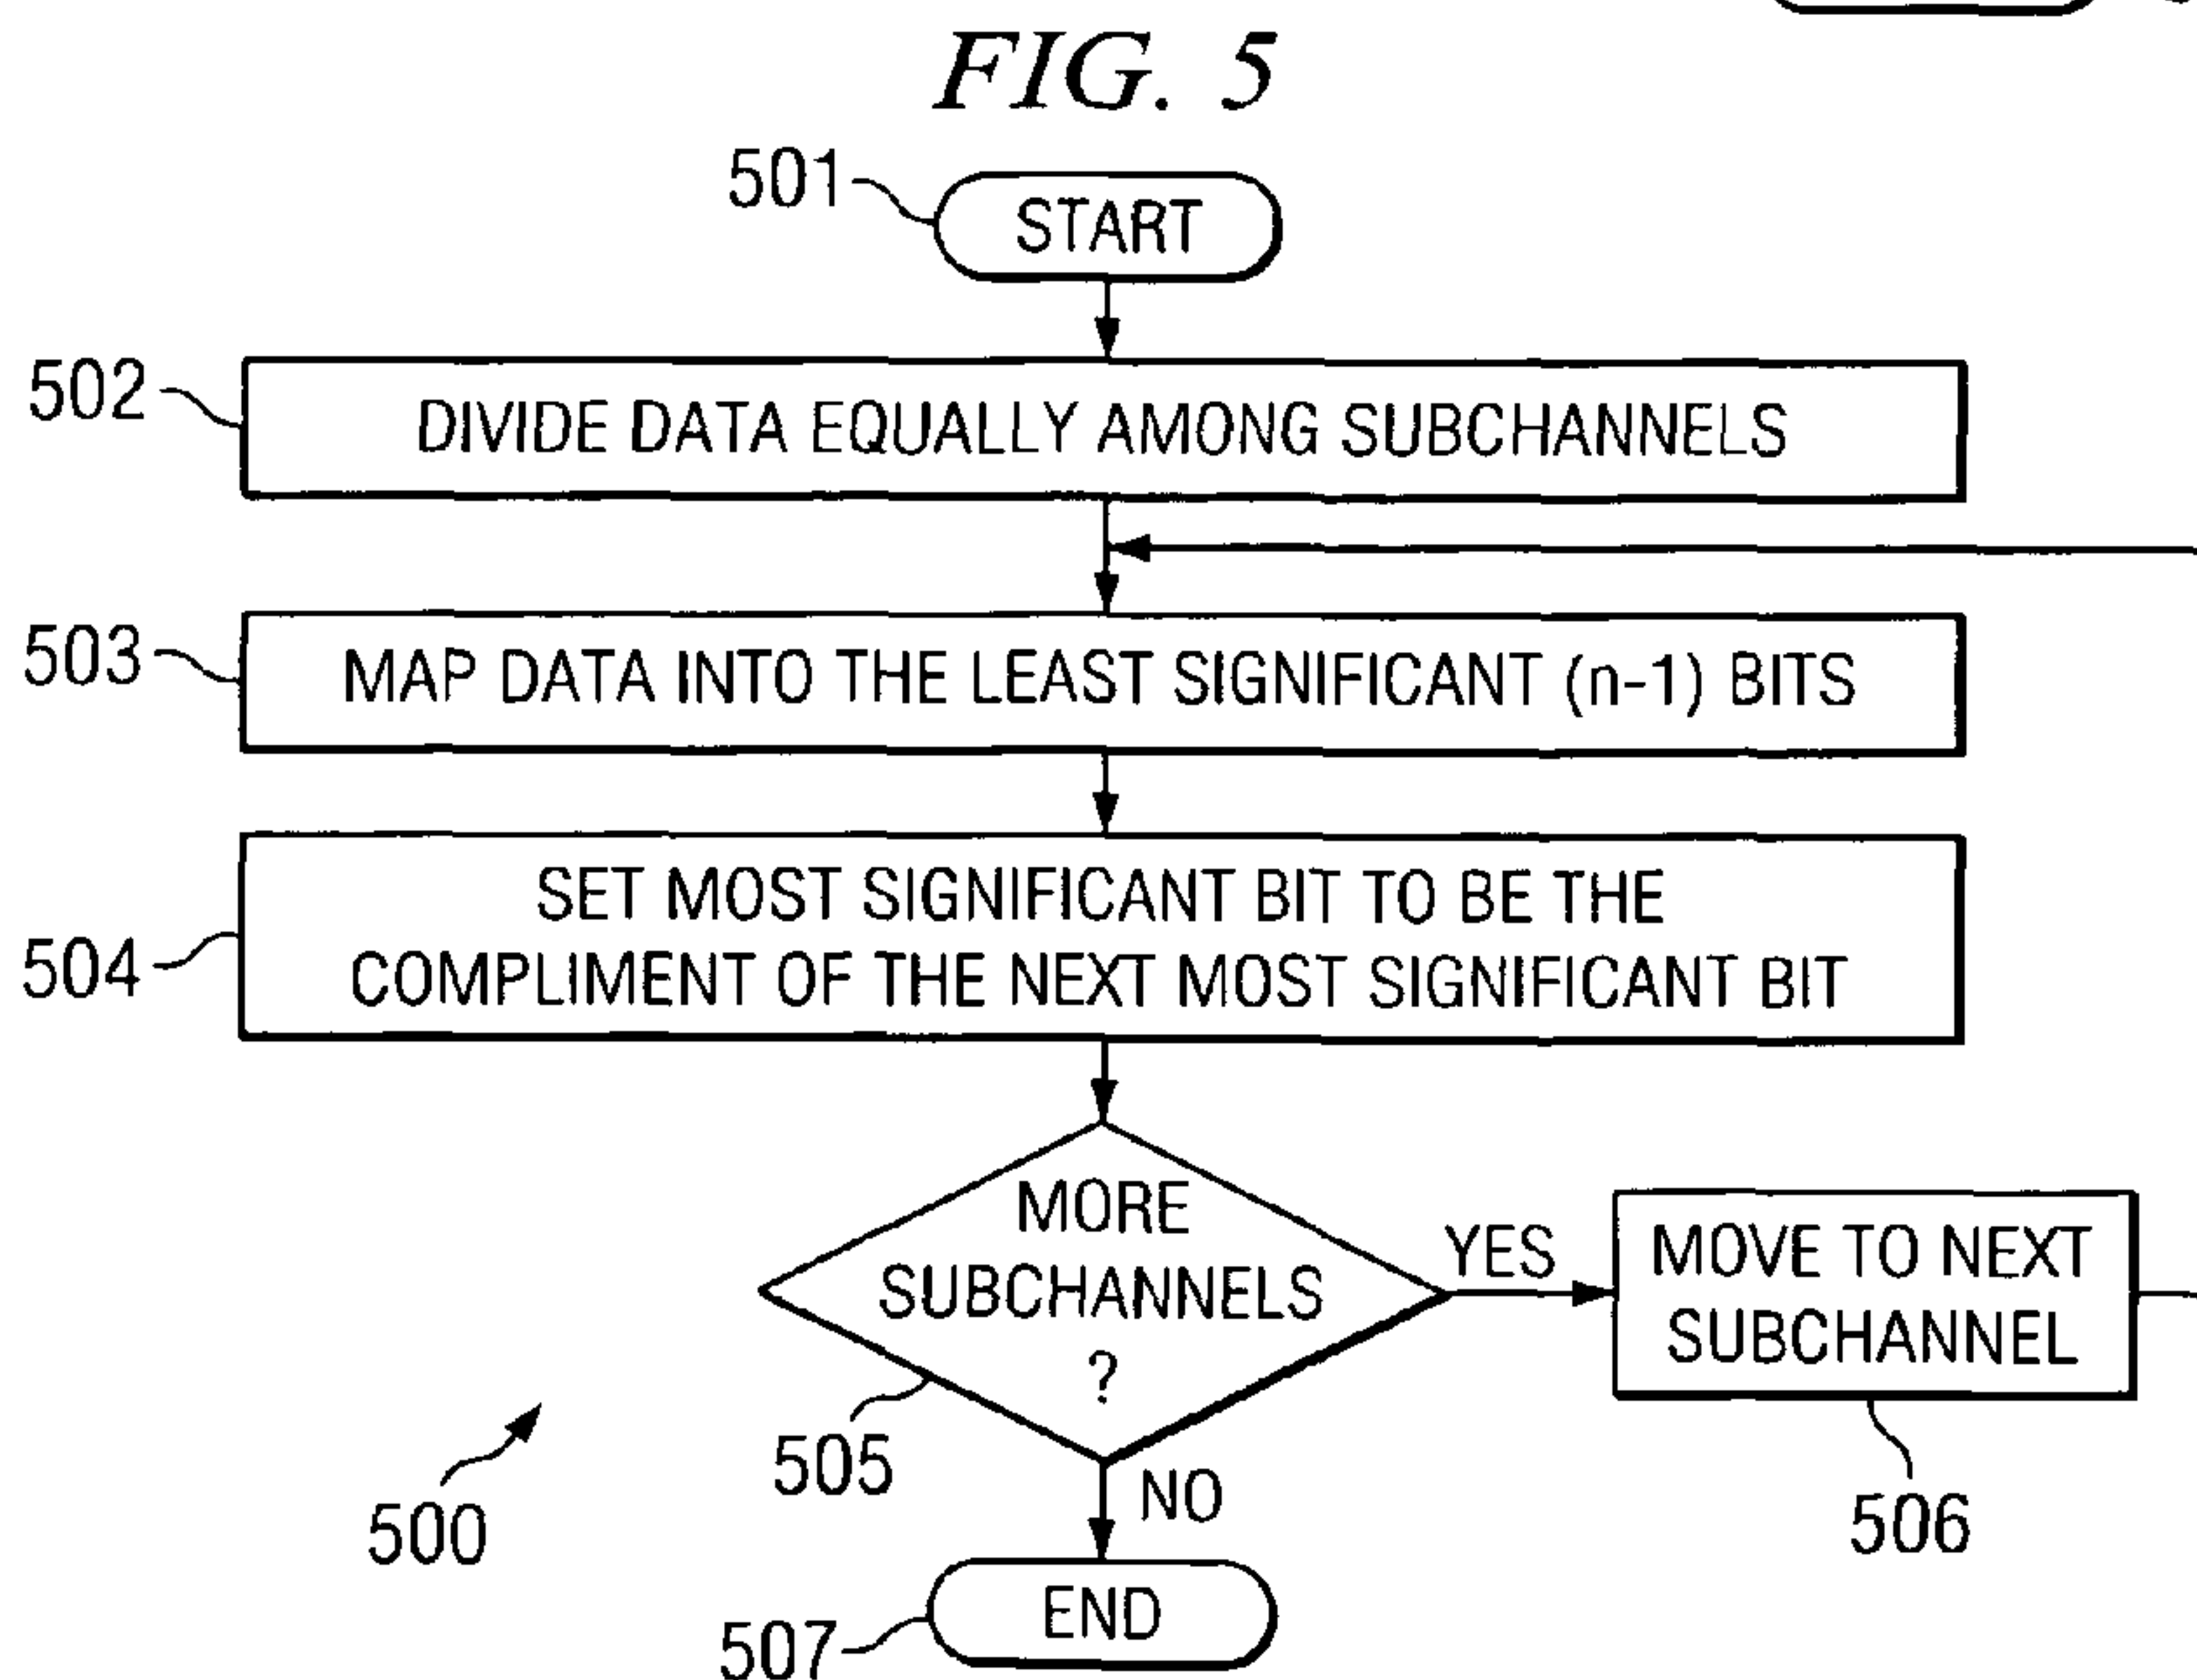 FIG. 5
501
START
502
DIVIDE DATA EQUALLY AMONG SUBCHANNELS
503
MAP DATA INTO THE LEAST SIGNIFICANT (n-1) BITS
504
SET MOST SIGNIFICANT BIT TO BE THE
COMPLIMENT OF THE NEXT MOST SIGNIFICANT BIT
MORE
SUBCHANNELS
?
505
YES
MOVE TO NEXT
SUBCHANNEL
506
500
NO
END
507